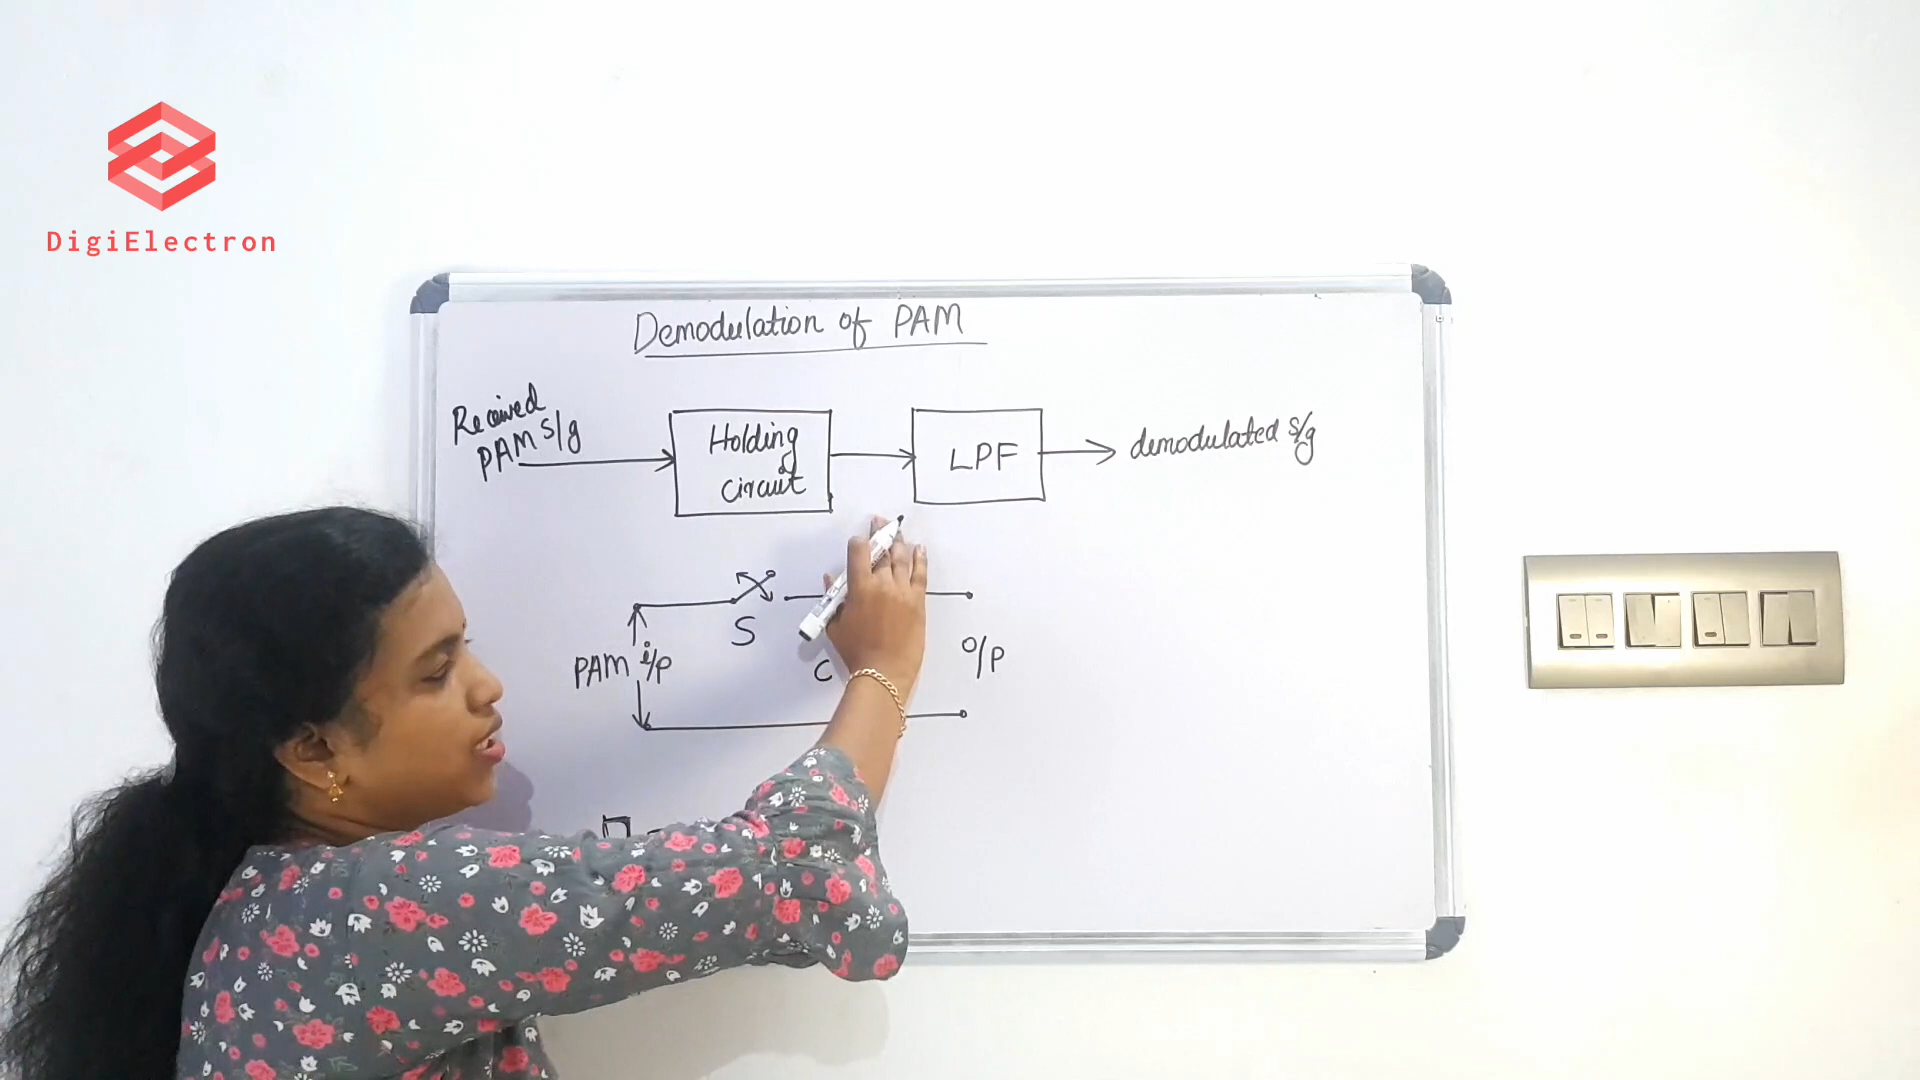 DigiElectron
Demodulation of PAM
Received
PAM s/g
Holding
circuit
LPF
demodulated s/g
S
PAM i/p
C
o/p